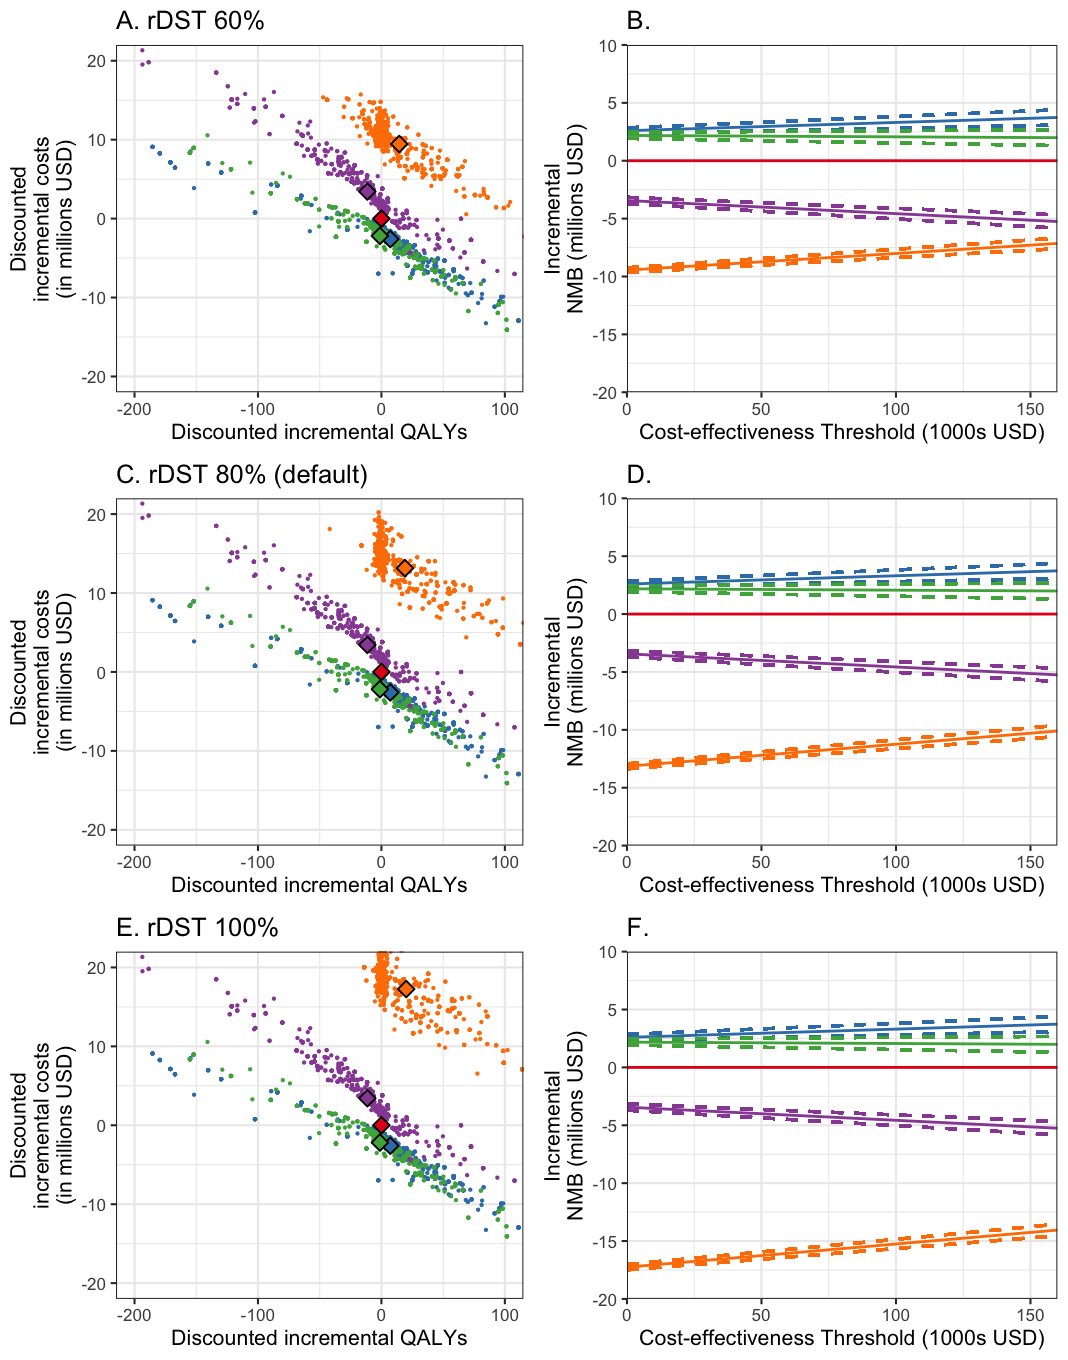 A. rDST 60%
20
10
0
-10
-20
-200
-100
0
100
Discounted incremental QALYs
Discounted
incremental costs
(in millions USD)
B.
10
5
0
-5
-10
-15
-20
0
50
100
150
Cost-effectiveness Threshold (1000s USD)
Incremental
NMB (millions USD)
C. rDST 80% (default)
20
10
0
-10
-20
-200
-100
0
100
Discounted incremental QALYs
Discounted
incremental costs
(in millions USD)
D.
10
5
0
-5
-10
-15
-20
0
50
100
150
Cost-effectiveness Threshold (1000s USD)
Incremental
NMB (millions USD)
E. rDST 100%
20
10
0
-10
-20
-200
-100
0
100
Discounted incremental QALYs
Discounted
incremental costs
(in millions USD)
F.
10
5
0
-5
-10
-15
-20
0
50
100
150
Cost-effectiveness Threshold (1000s USD)
Incremental
NMB (millions USD)